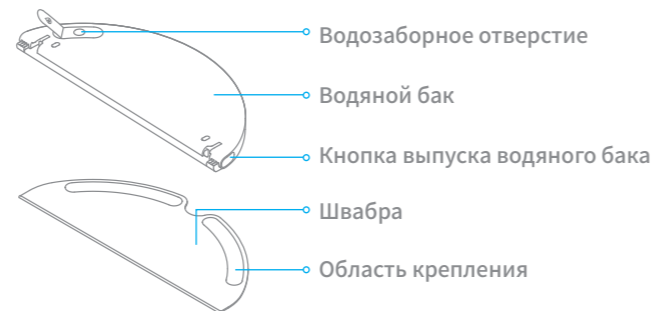 Водозаборное отверстие
Водяной бак
Кнопка выпуска водяного бака
Швабра
Область крепления